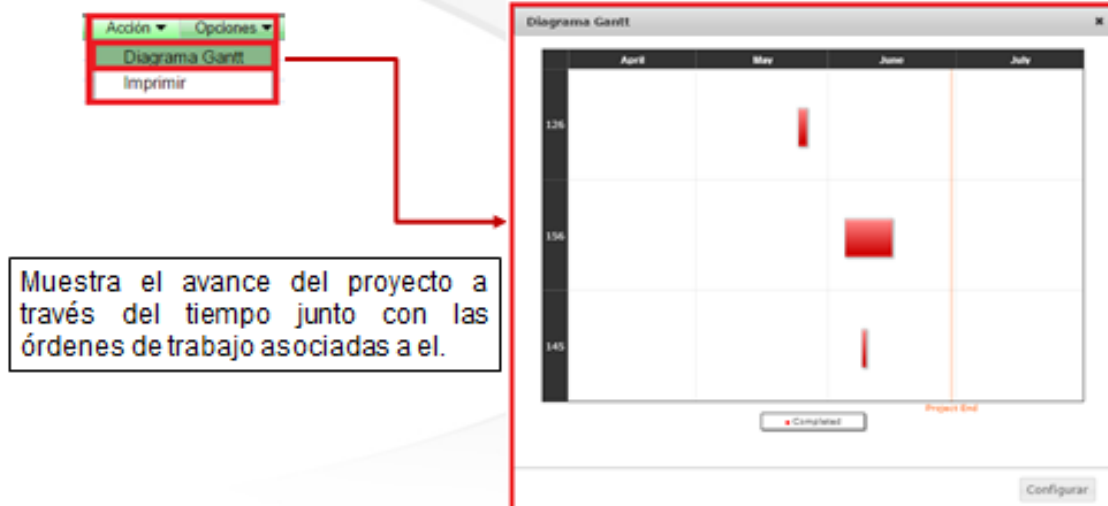 Acción ▼ Opciones ▼
Diagrama Gantt
Imprimir
Muestra el avance del proyecto a
través del tiempo junto con las
órdenes de trabajo asociadas a el.
Diagrama Gantt
April May June July
126
156
145
Project End
Completed
Configurar